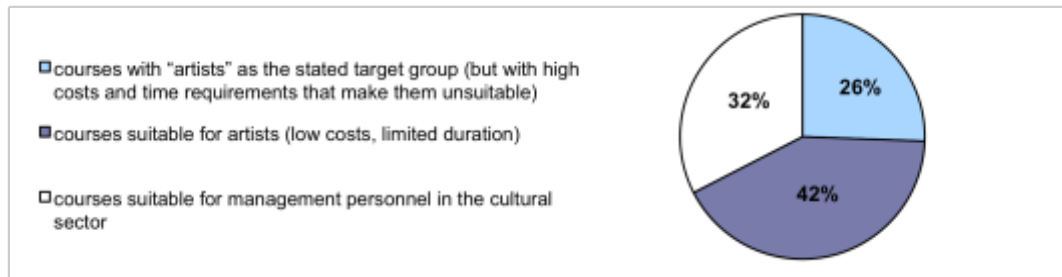 courses with “artists” as the stated target group (but with high
costs and time requirements that make them unsuitable)
courses suitable for artists (low costs, limited duration)
courses suitable for management personnel in the cultural
sector
26%
32%
42%